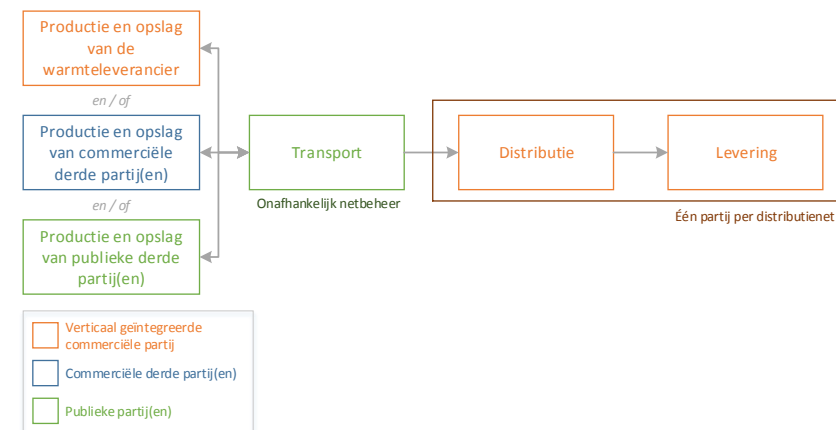 Productie en opslag
van de
warmteleverancier
en / of
Productie en opslag
van commerciële
derde partij(en)
en / of
Productie en opslag
van publieke derde
partij(en)
Transport
Onafhankelijk netbeheer
Distributie
Levering
Één partij per distributienet
Verticaal geïntegreerde
commerciële partij
Commerciële derde partij(en)
Publieke partij(en)